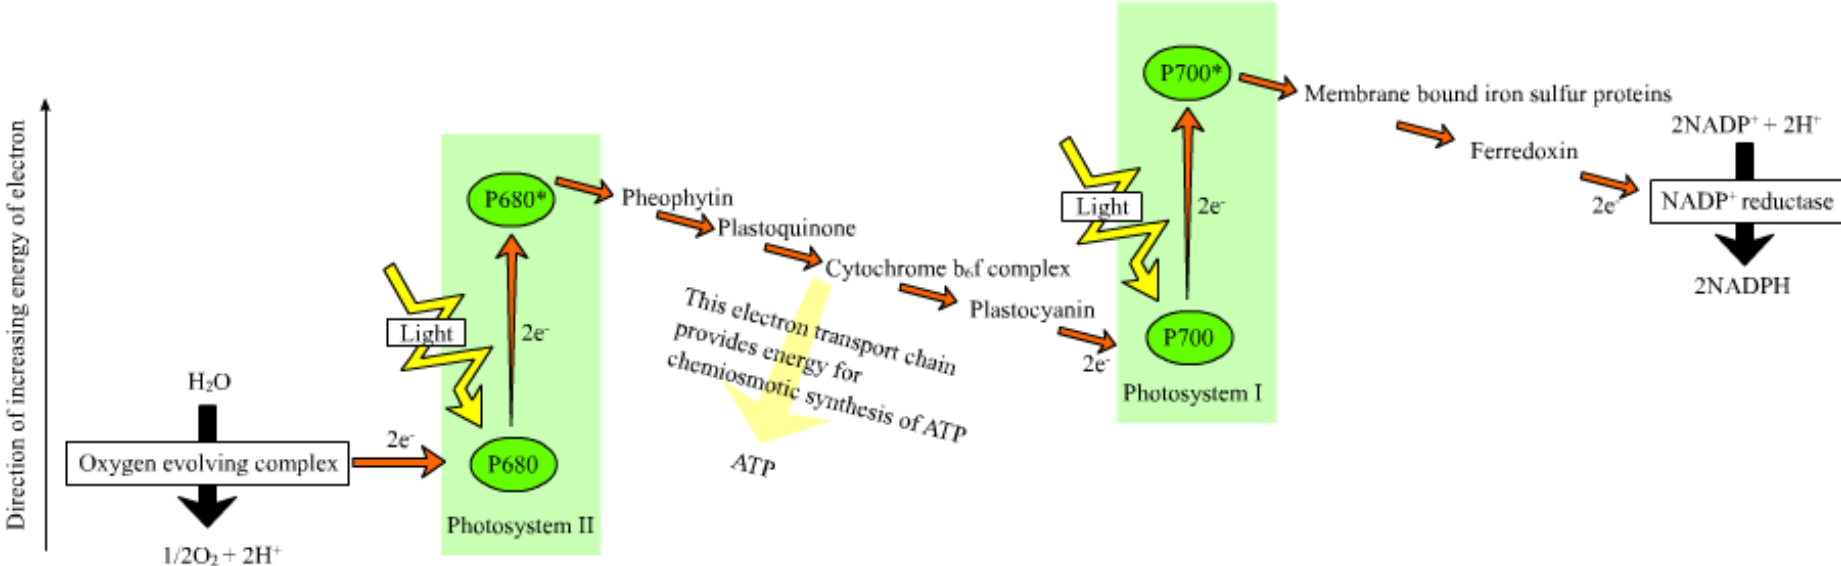 Direction of increasing energy of electron
H₂O
Oxygen evolving complex
1/2O₂ + 2H⁺
2e⁻
Light
P680*
2e⁻
P680
Photosystem II
Pheophytin
Plastoquinone
Cytochrome b₆f complex
Plastocyanin
2e⁻
This electron transport chain
provides energy for
chemiosmotic synthesis of ATP
ATP
P700*
Light
2e⁻
P700
Photosystem I
Membrane bound iron sulfur proteins
Ferredoxin
2e⁻
2NADP⁺ + 2H⁺
NADP⁺ reductase
2NADPH